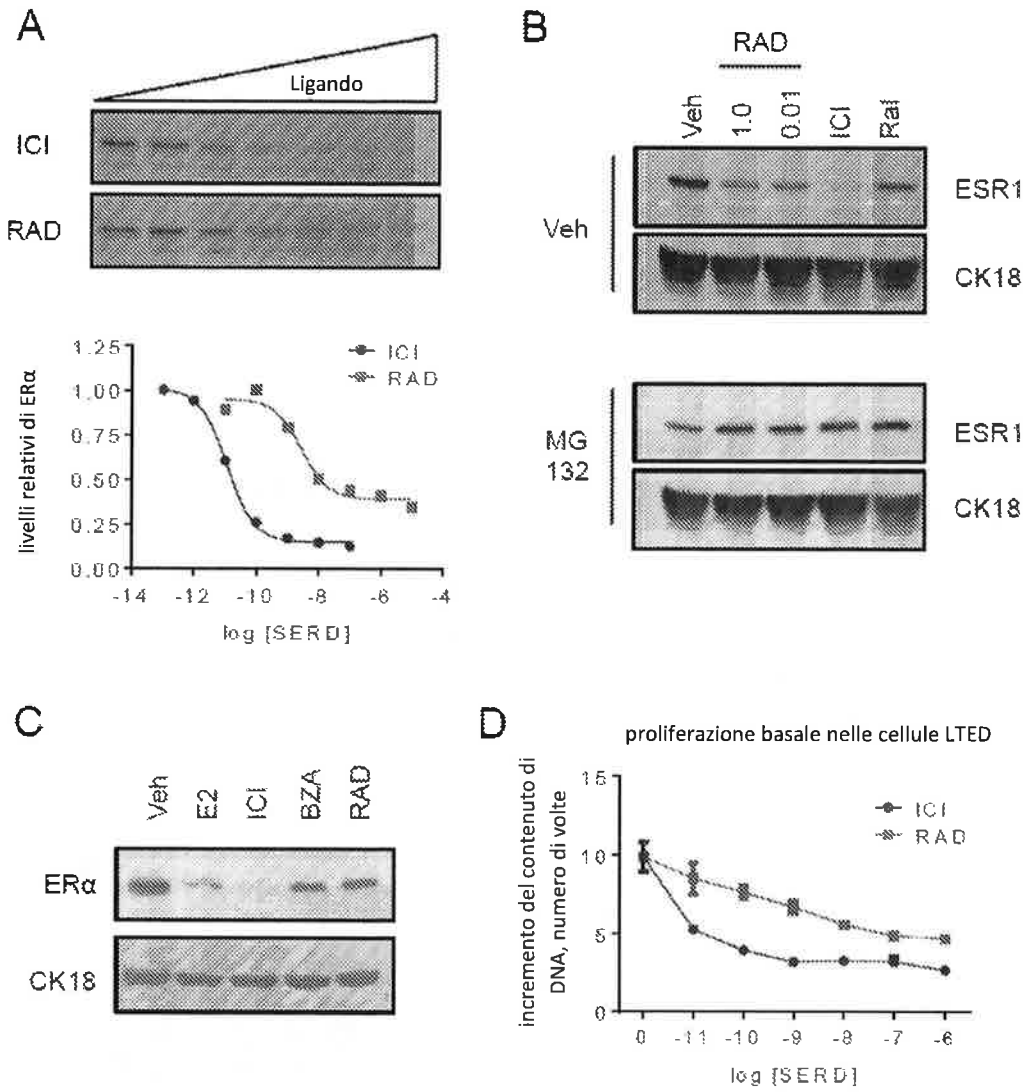 A
Ligando
ICI
RAD
1.25
1.00
0.75
0.50
0.25
0.00
livelli relativi di ERα
ICI
RAD
-14 -12 -10 -8 -6 -4
log [SERD]
B
RAD
Veh 1.0 0.01 ICI Ral
Veh
ESR1
CK18
MG
132
ESR1
CK18
C
Veh E2 ICI BZA RAD
ERα
CK18
D
proliferazione basale nelle cellule LTED
incremento del contenuto di
DNA, numero di volte
15
10
5
0
ICI
RAD
0 -11 -10 -9 -8 -7 -6
log [SERD]